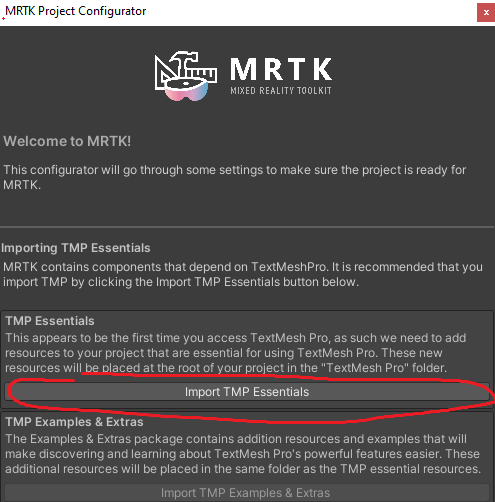 MRTK Project Configurator
x
MRTK
MIXED REALITY TOOLKIT
Welcome to MRTK!
This configurator will go through some settings to make sure the project is ready for
MRTK.
Importing TMP Essentials
MRTK contains components that depend on TextMeshPro. It is recommended that you
import TMP by clicking the Import TMP Essentials button below.
TMP Essentials
This appears to be the first time you access TextMesh Pro, as such we need to add
resources to your project that are essential for using TextMesh Pro. These new
resources will be placed at the root of your project in the "TextMesh Pro" folder.
Import TMP Essentials
TMP Examples & Extras
The Examples & Extras package contains addition resources and examples that will
make discovering and learning about TextMesh Pro's powerful features easier. These
additional resources will be placed in the same folder as the TMP essential resources.
Import TMP Examples & Extras